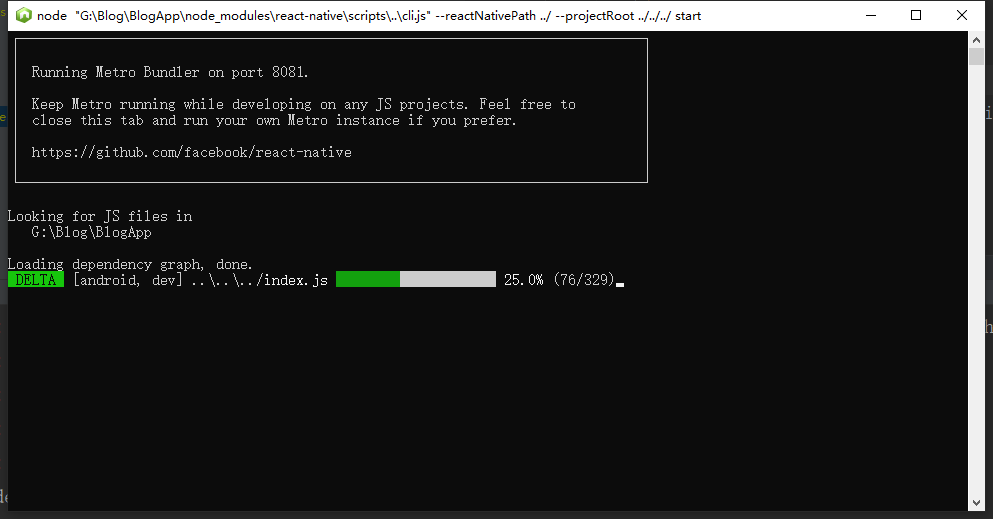 node "G:\Blog\BlogApp\node_modules\react-native\scripts\..\cli.js" --reactNativePath ../ --projectRoot ../../../ start
Running Metro Bundler on port 8081.
Keep Metro running while developing on any JS projects. Feel free to
close this tab and run your own Metro instance if you prefer.
https://github.com/facebook/react-native
Looking for JS files in
G:\Blog\BlogApp
Loading dependency graph, done.
DELTA [android, dev] ..\..\../index.js 25.0% (76/329)